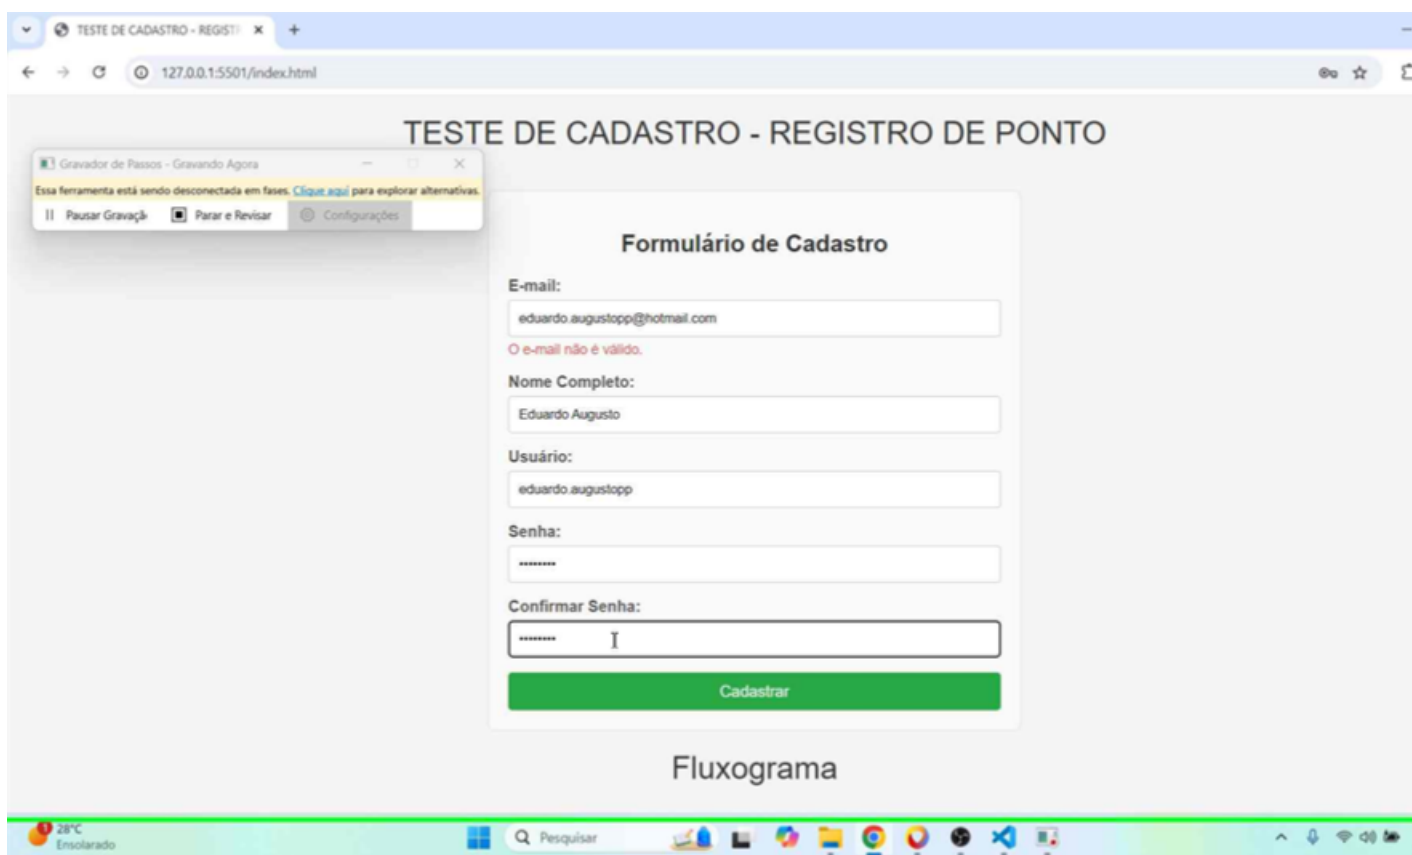 TESTE DE CADASTRO - REGISTR
127.0.0.1:5501/index.html
TESTE DE CADASTRO - REGISTRO DE PONTO
Gravador de Passos - Gravando Agora
Essa ferramenta está sendo desconectada em fases. Clique aqui para explorar alternativas.
Pausar Gravaçã Parar e Revisar Configurações
Formulário de Cadastro
E-mail:
eduardo.augustopp@hotmail.com
O e-mail não é válido.
Nome Completo:
Eduardo Augusto
Usuário:
eduardo.augustopp
Senha:
••••••••
Confirmar Senha:
••••••••
Cadastrar
Fluxograma
1
28°C
Ensolarado
Pesquisar